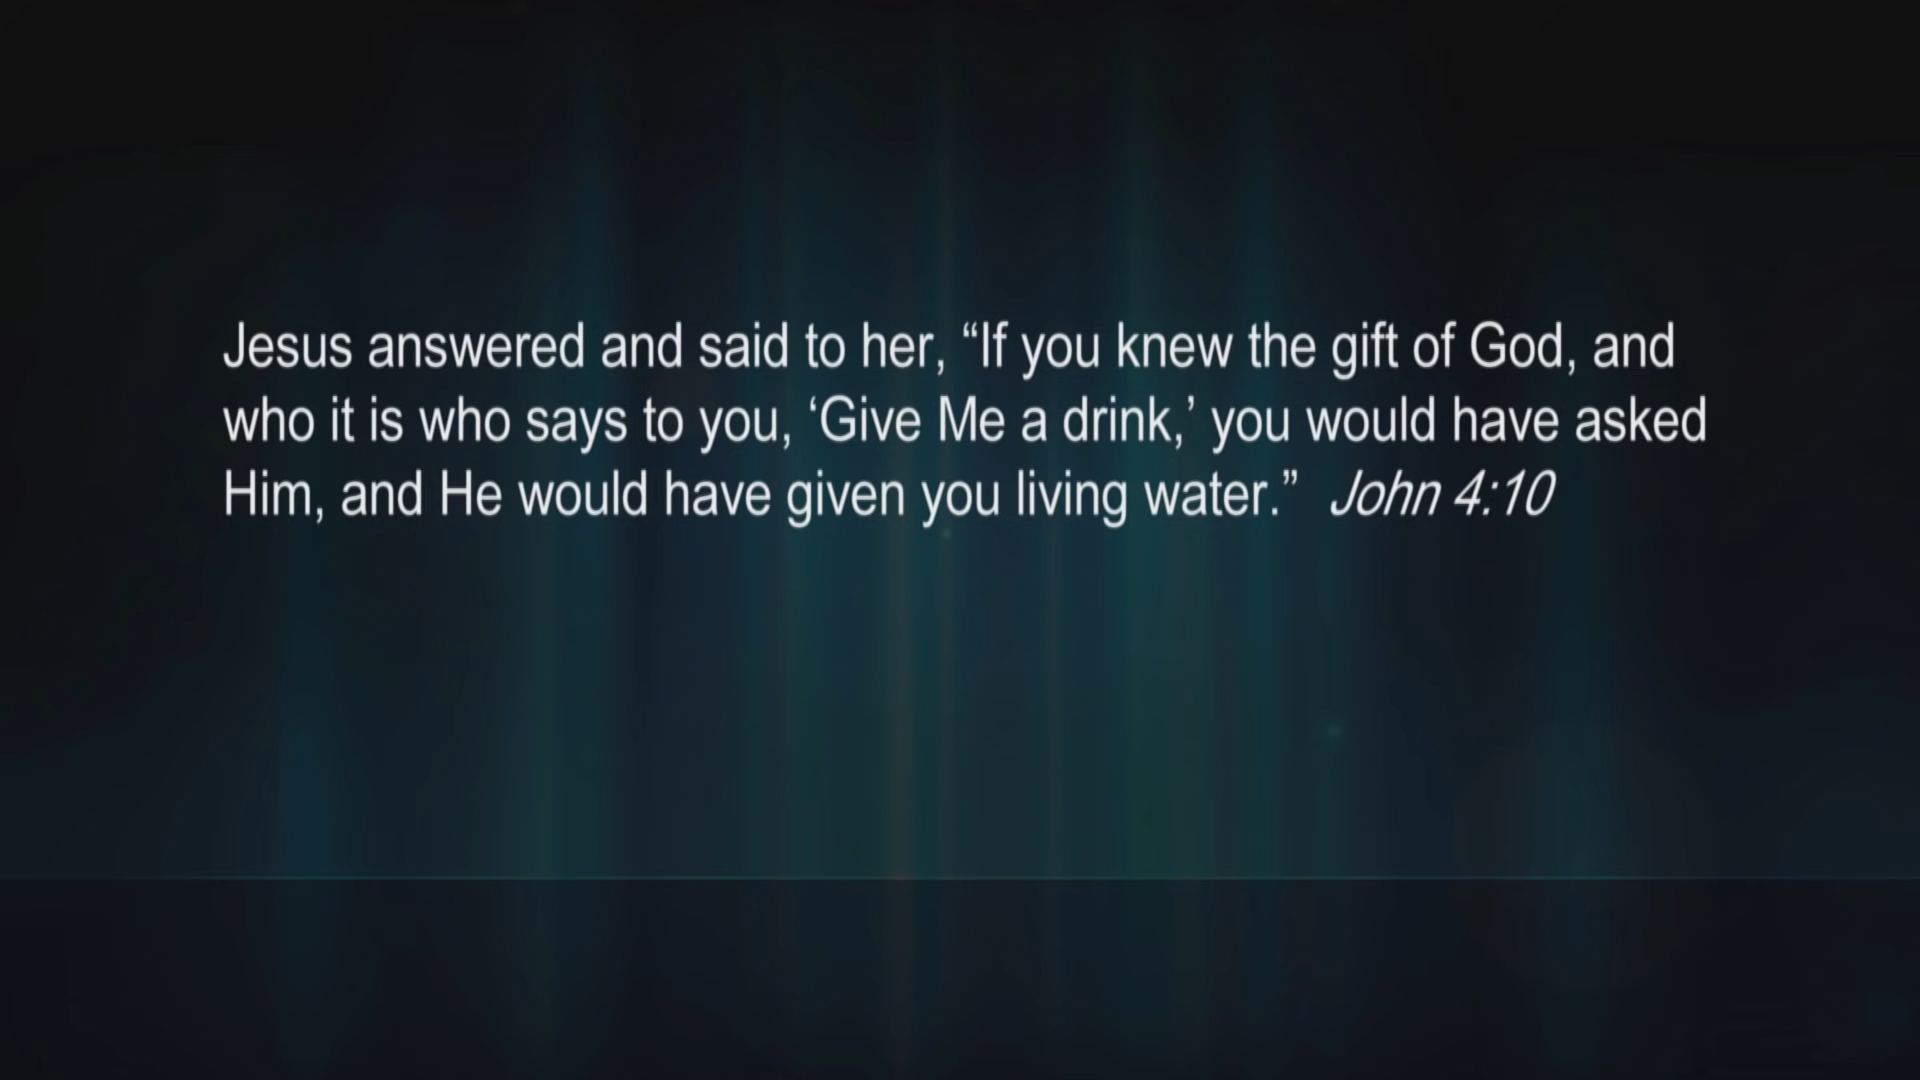 Jesus answered and said to her, “If you knew the gift of God, and
who it is who says to you, ‘Give Me a drink,’ you would have asked
Him, and He would have given you living water.” John 4:10